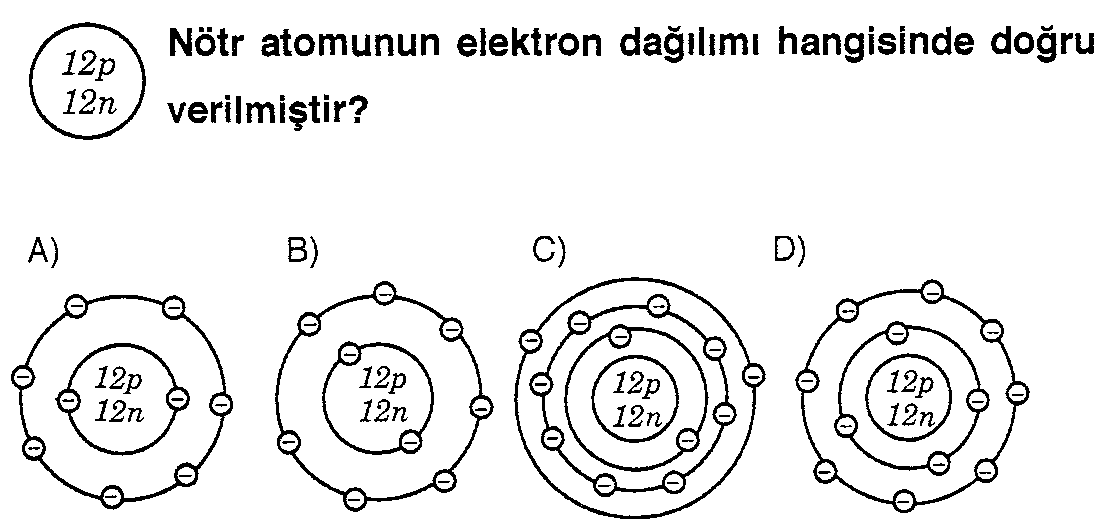 12p
12n
Nötr atomunun elektron dağılımı hangisinde doğru
verilmiştir?
A)
B)
C)
D)
12p
12n
12p
12n
12p
12n
12p
12n